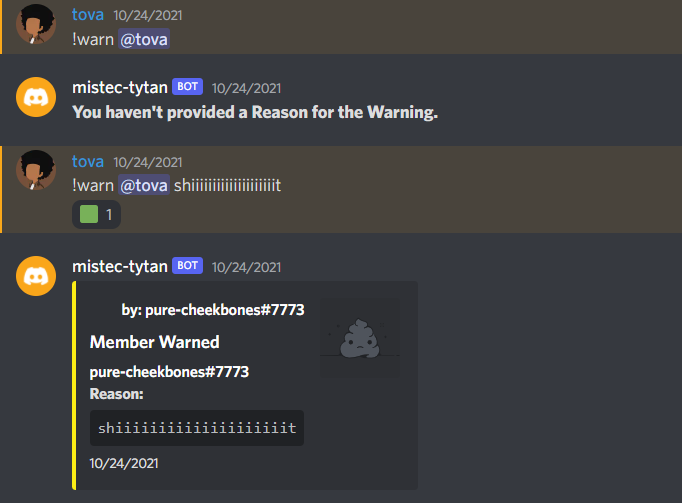 tova 10/24/2021
!warn @tova
mistec-tytan BOT 10/24/2021
You haven't provided a Reason for the Warning.
tova 10/24/2021
!warn @tova shiiiiiiiiiiiiiiiiiiiit
1
mistec-tytan BOT 10/24/2021
by: pure-cheekbones#7773
Member Warned
pure-cheekbones#7773
Reason:
shiiiiiiiiiiiiiiiiiiiit
10/24/2021